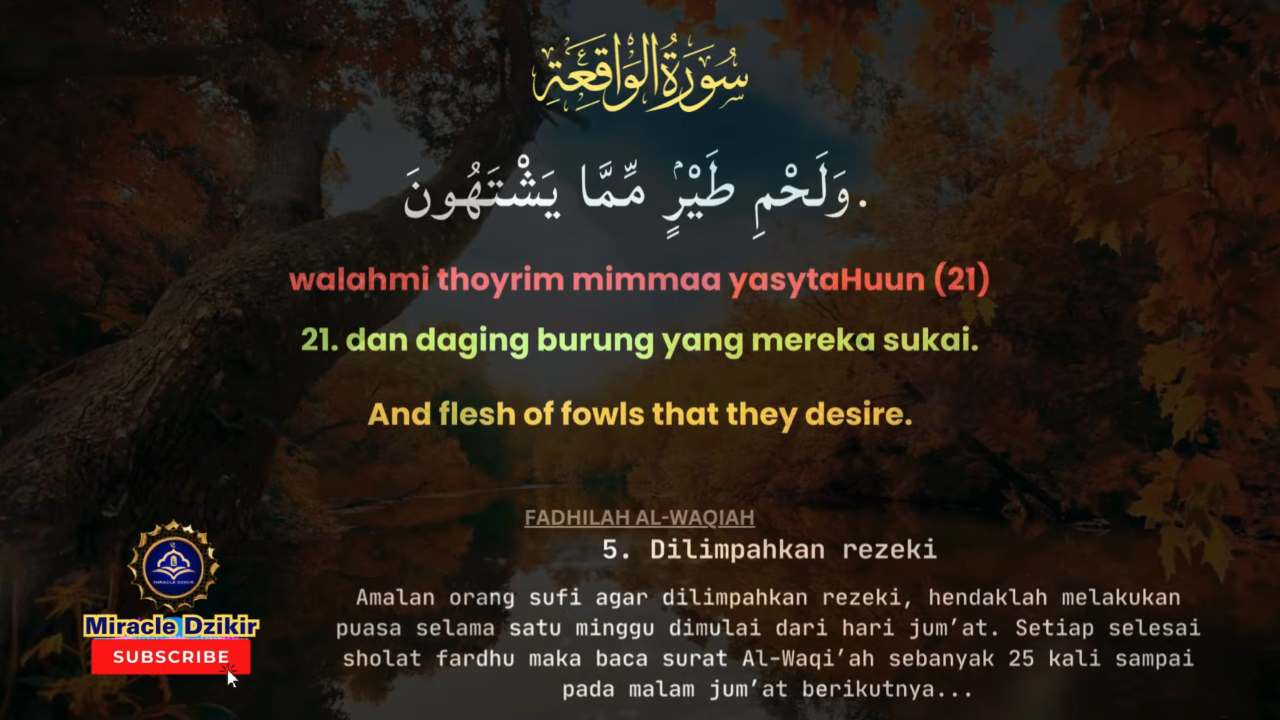 سُورَةُ الوَاقِعَةِ
وَلَحْمِ طَيْرٍۢ مِّمَّا يَشْتَهُونَ.
walahmi thoyrim mimmaa yasytaHuun (21)
21. dan daging burung yang mereka sukai.
And flesh of fowls that they desire.
FADHILAH AL-WAQIAH
5. Dilimpahkan rezeki
Amalan orang sufi agar dilimpahkan rezeki, hendaklah melakukan
puasa selama satu minggu dimulai dari hari jum’at. Setiap selesai
sholat fardhu maka baca surat Al-Waqi’ah sebanyak 25 kali sampai
pada malam jum’at berikutnya...
MIRACLE DZIKIR
Miracle Dzikir
SUBSCRIBE